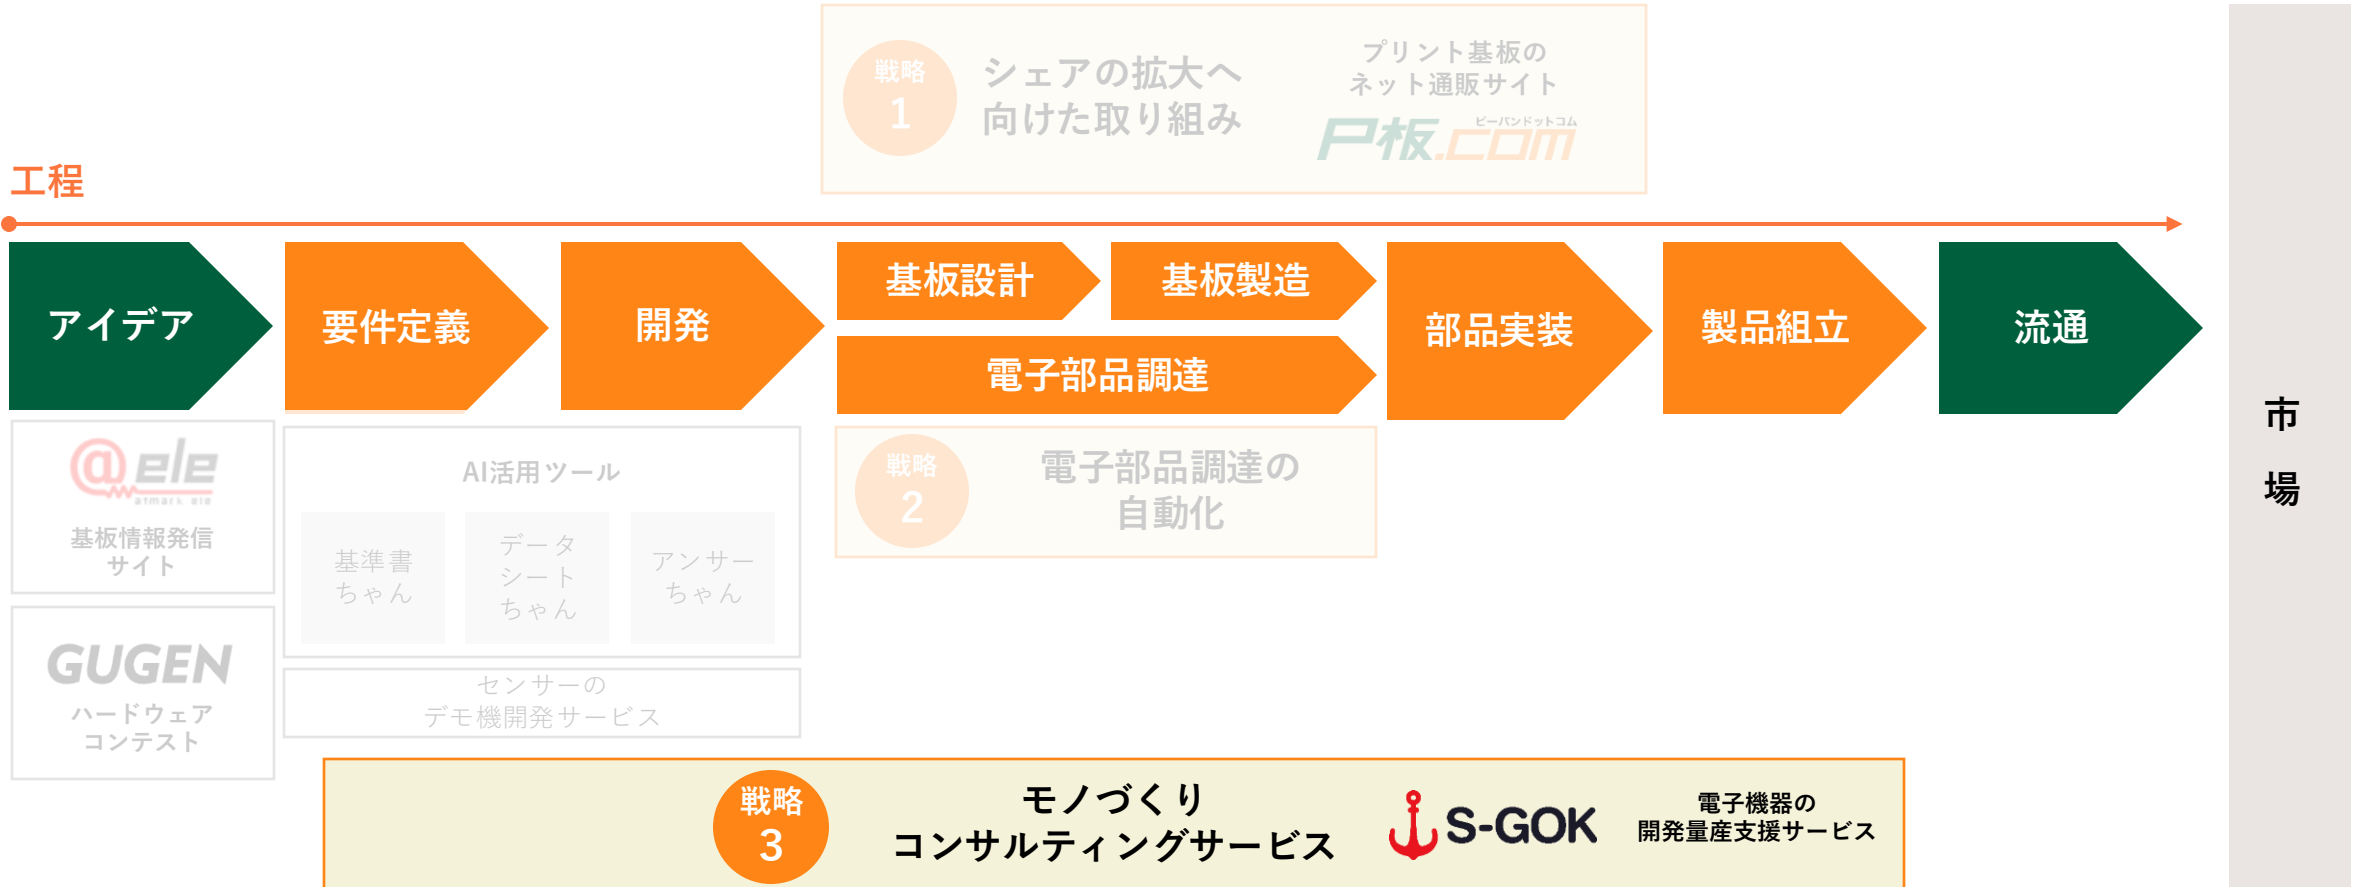 戦略
1
シェアの拡大へ
向けた取り組み
プリント基板の
ネット通販サイト
ピーバンドットコム
P板.com
工程
アイデア
要件定義
開発
基板設計
基板製造
電子部品調達
部品実装
製品組立
流通
市
場
@ele
atmark ele
基板情報発信
サイト
GUGEN
ハードウェア
コンテスト
AI活用ツール
基準書
ちゃん
データ
シート
ちゃん
アンサー
ちゃん
センサーの
デモ機開発サービス
戦略
2
電子部品調達の
自動化
戦略
3
モノづくり
コンサルティングサービス
S-GOK
電子機器の
開発量産支援サービス